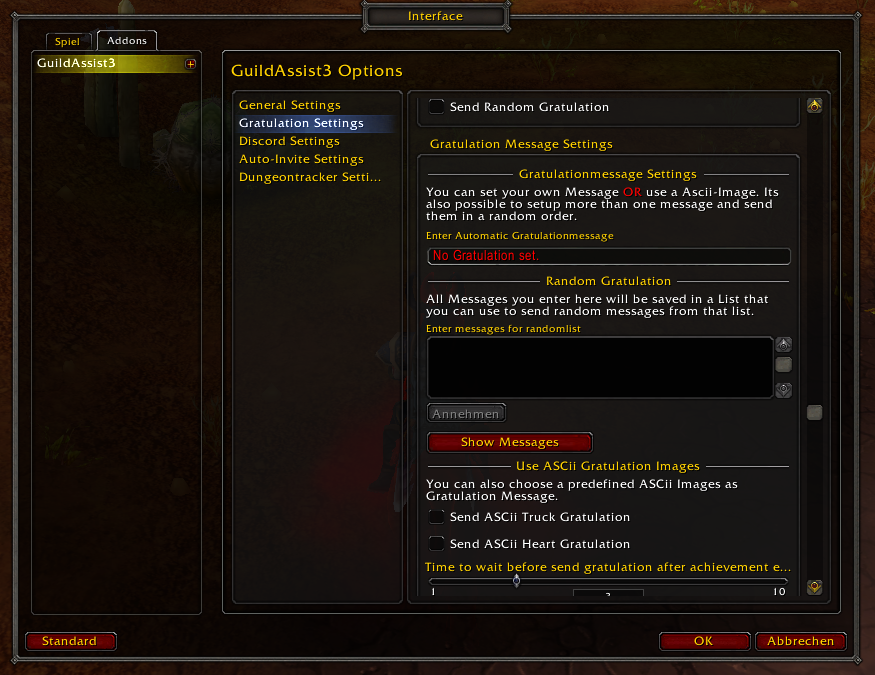 Interface
Spiel
Addons
GuildAssist3
GuildAssist3 Options
General Settings
Gratulation Settings
Discord Settings
Auto-Invite Settings
Dungeontracker Setti...
Send Random Gratulation
Gratulation Message Settings
Gratulationmessage Settings
You can set your own Message OR use a Ascii-Image. Its
also possible to setup more than one message and send
them in a random order.
Enter Automatic Gratulationmessage
No Gratulation set.
Random Gratulation
All Messages you enter here will be saved in a List that
you can use to send random messages from that list.
Enter messages for randomlist
Annehmen
Show Messages
Use ASCii Gratulation Images
You can also choose a predefined ASCii Images as
Gratulation Message.
Send ASCii Truck Gratulation
Send ASCii Heart Gratulation
Time to wait before send gratulation after achievement e...
1
10
Standard
OK
Abbrechen